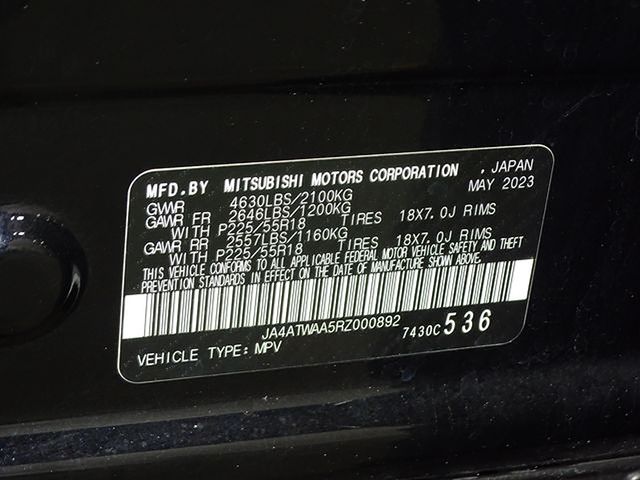 MFD.BY MITSUBISHI MOTORS CORPORATION , JAPAN
GVWR 4630LBS/2100KG MAY 2023
GAWR FR 2646LBS/1200KG
WITH P225/55R18 TIRES 18X7.0J RIMS
GAWR RR 2557LBS/1160KG
WITH P225/55R18 TIRES 18X7.0J RIMS
THIS VEHICLE CONFORMS TO ALL APPLICABLE FEDERAL MOTOR VEHICLE SAFETY AND THEFT
PREVENTION STANDARDS IN EFFECT ON THE DATE OF MANUFACTURE SHOWN ABOVE.
JA4ATWAA5RZ000892 7430C 536
VEHICLE TYPE: MPV